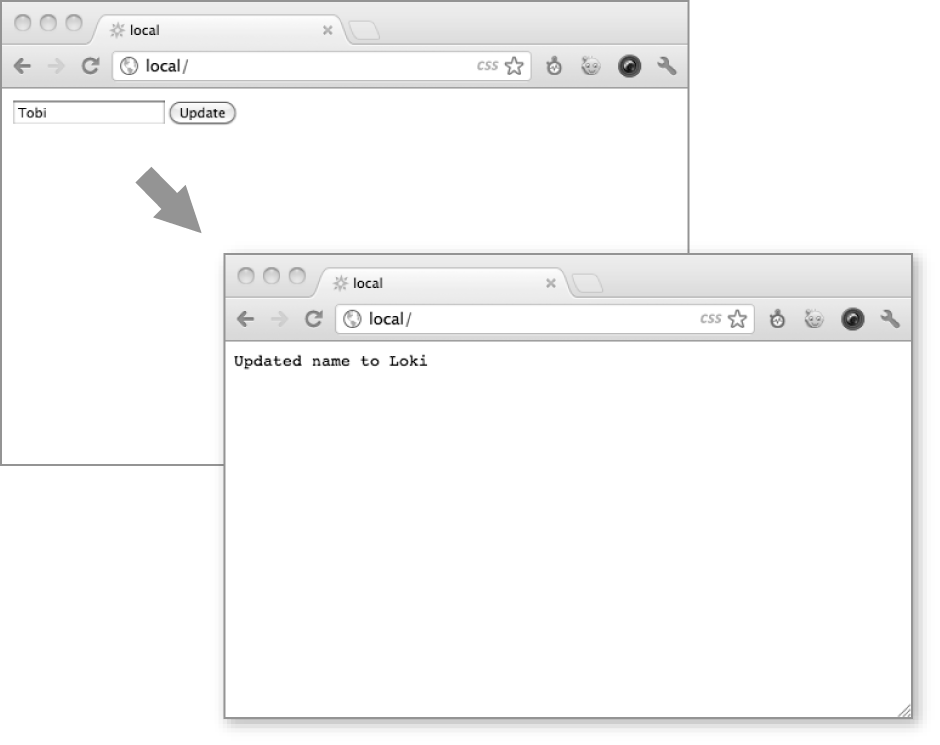 local
local/ CSS
Tobi Update
local
local/ CSS
Updated name to Loki